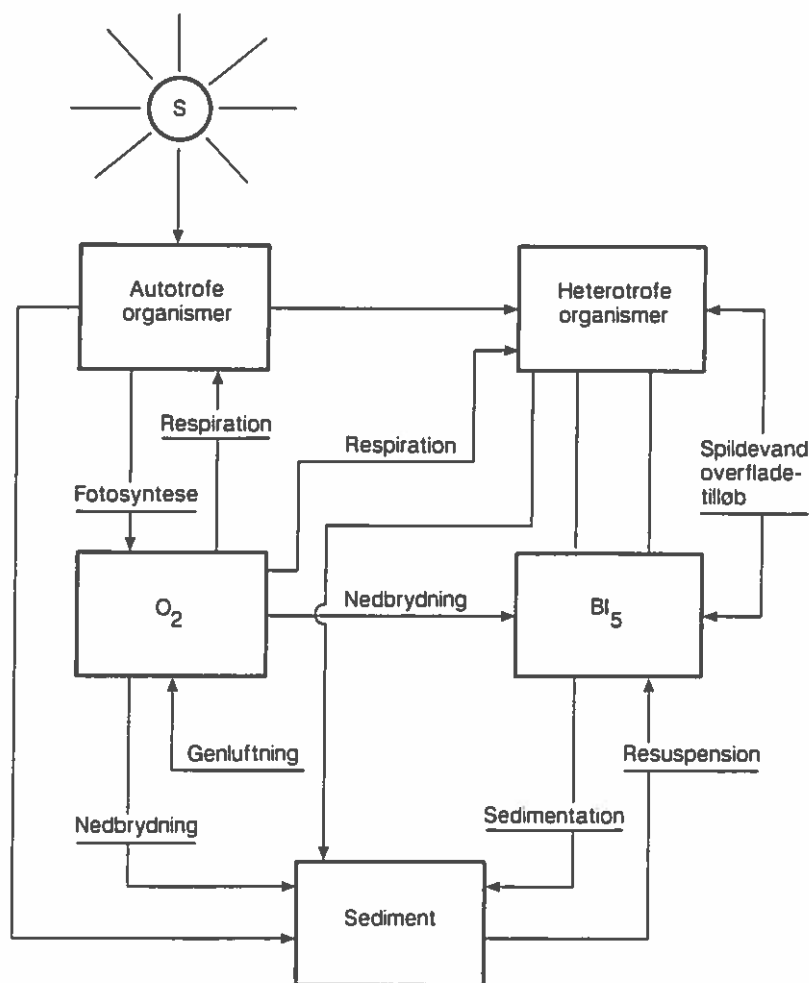 S
Autotrofe
organismer
Heterotrofe
organismer
Respiration
Respiration
Spildevand
overflade-
tilløb
Fotosyntese
O2
Nedbrydning
BI5
Genluftning
Resuspension
Nedbrydning
Sedimentation
Sediment